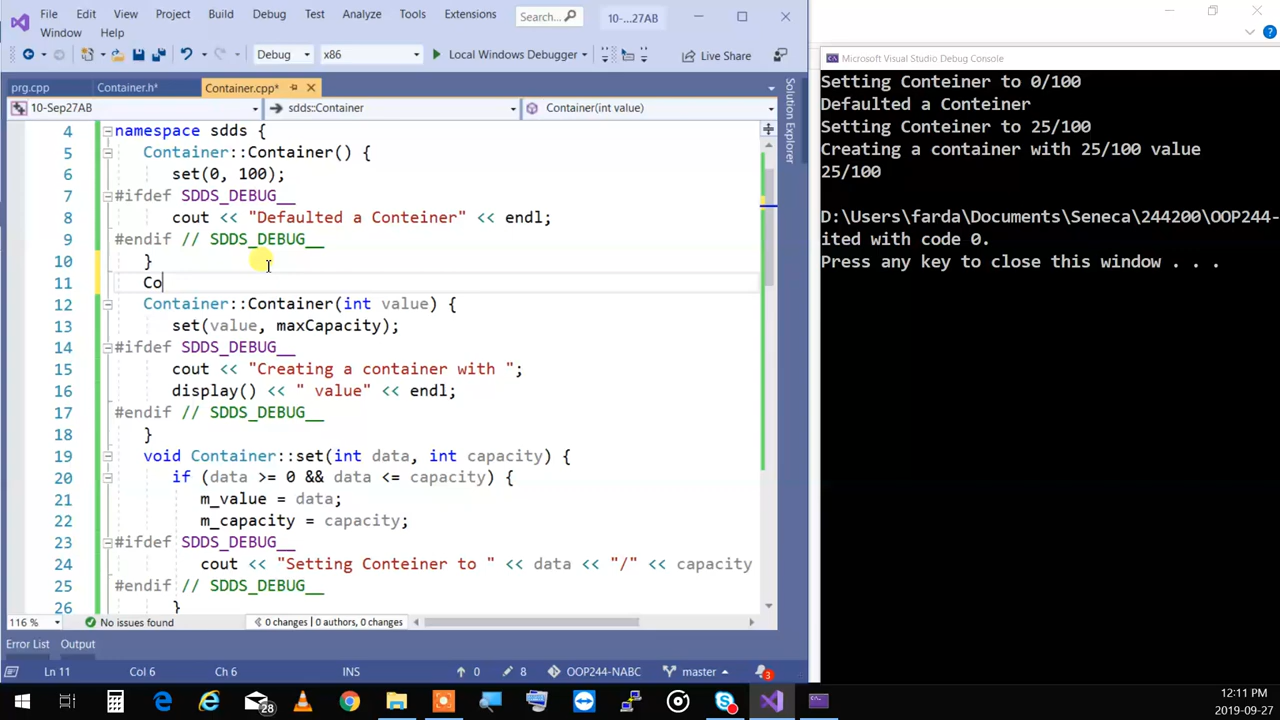 File Edit View Project Build Debug Test Analyze Tools Extensions Search... 10-...27AB
Window Help
Debug x86 Local Windows Debugger Live Share
prg.cpp Container.h* Container.cpp*
10-Sep27AB sdds::Container Container(int value)
4 namespace sdds {
5 Container::Container() {
6 set(0, 100);
7 #ifdef SDDS_DEBUG__
8 cout << "Defaulted a Conteiner" << endl;
9 #endif // SDDS_DEBUG__
10 }
11 Co
12 Container::Container(int value) {
13 set(value, maxCapacity);
14 #ifdef SDDS_DEBUG__
15 cout << "Creating a container with ";
16 display() << " value" << endl;
17 #endif // SDDS_DEBUG__
18 }
19 void Container::set(int data, int capacity) {
20 if (data >= 0 && data <= capacity) {
21 m_value = data;
22 m_capacity = capacity;
23 #ifdef SDDS_DEBUG__
24 cout << "Setting Conteiner to " << data << "/" << capacity
25 #endif // SDDS_DEBUG__
26 }
116 % No issues found 0 changes | 0 authors, 0 changes
Error List Output
Ln 11 Col 6 Ch 6 INS 0 8 OOP244-NABC master 3
Solution Explorer
Microsoft Visual Studio Debug Console
Setting Conteiner to 0/100
Defaulted a Conteiner
Setting Conteiner to 25/100
Creating a container with 25/100 value
25/100
D:\Users\farda\Documents\Seneca\244200\OOP244-
ited with code 0.
Press any key to close this window . . .
28
12:11 PM
2019-09-27